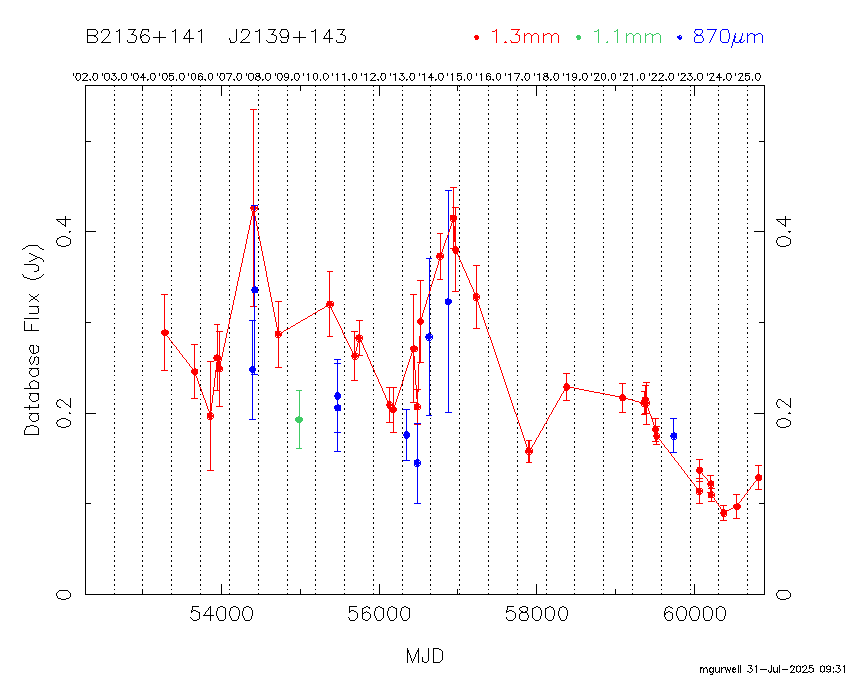 B2136+141 J2139+143 1.3mm 1.1mm 870μm
'02.0 '03.0 '04.0 '05.0 '06.0 '07.0 '08.0 '09.0 '10.0 '11.0 '12.0 '13.0 '14.0 '15.0 '16.0 '17.0 '18.0 '19.0 '20.0 '21.0 '22.0 '23.0 '24.0 '25.0
0.4 0.4
Database Flux (Jy)
0.2 0.2
0 0
54000 56000 58000 60000
MJD
mgurwell 31-Jul-2025 09:31